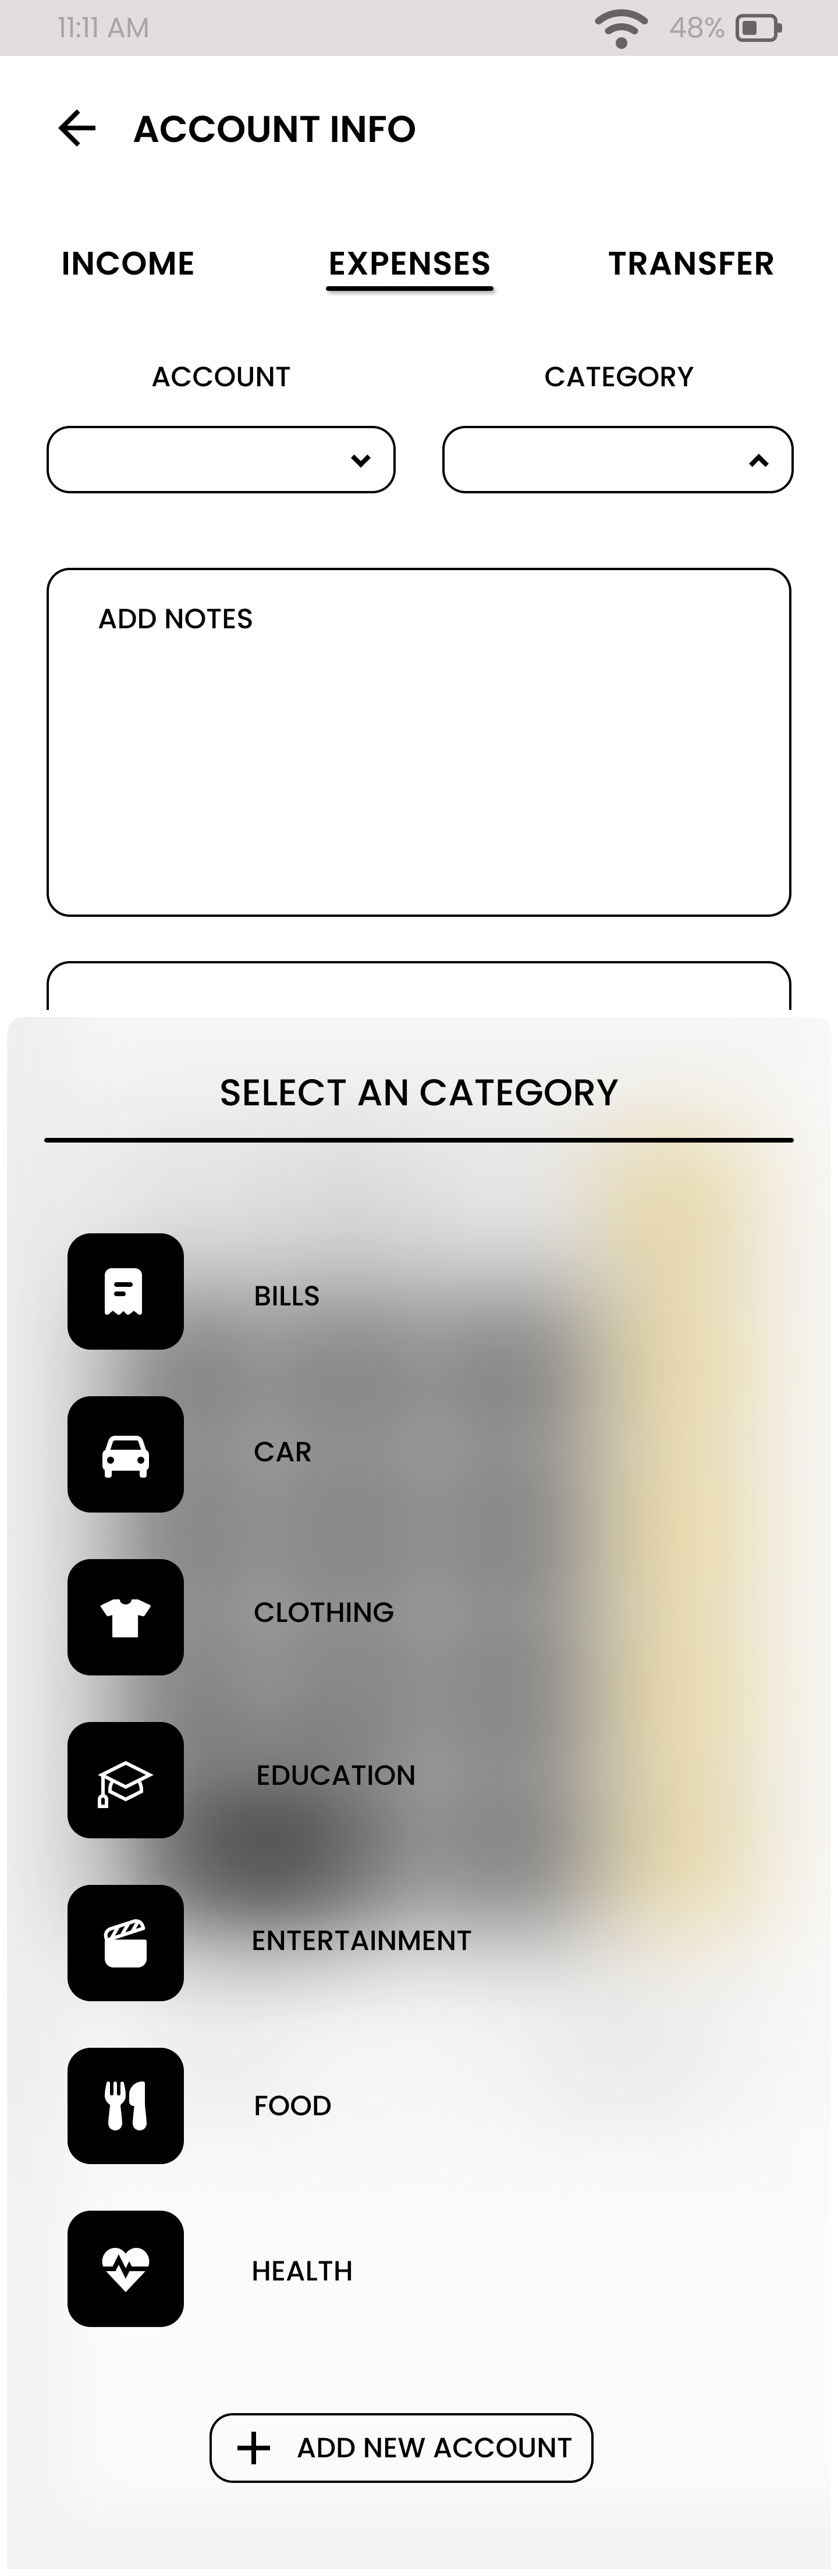 11:11 AM 48%
ACCOUNT INFO
INCOME EXPENSES TRANSFER
ACCOUNT CATEGORY
ADD NOTES
SELECT AN CATEGORY
BILLS
CAR
CLOTHING
EDUCATION
ENTERTAINMENT
FOOD
HEALTH
ADD NEW ACCOUNT